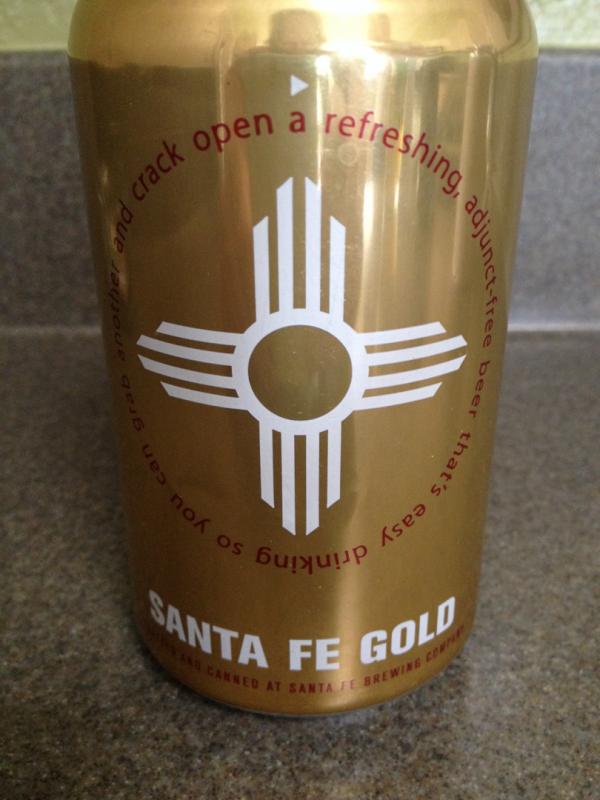 open a refreshing, adjunct-free beer that's easy drinking so you can grab another and crack
SANTA FE GOLD
AND CANNED AT SANTA FE BREWING COMPANY